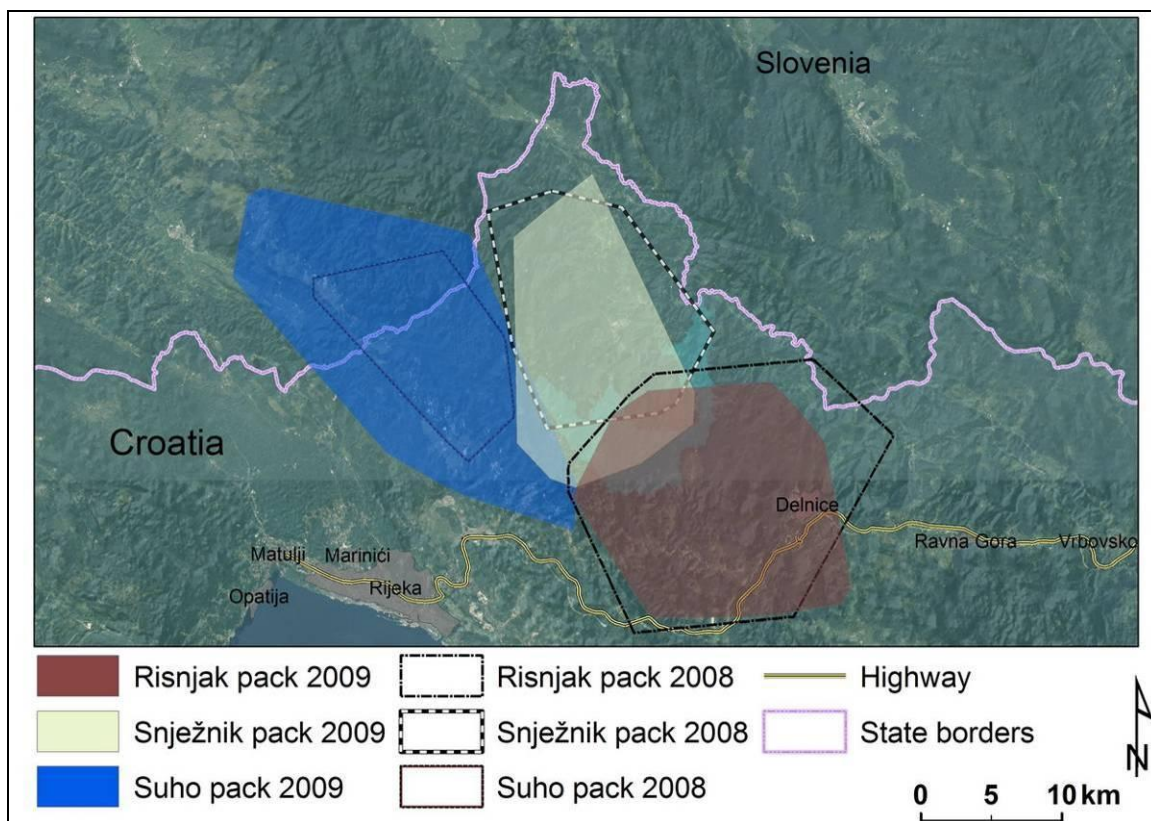 Slovenia
Croatia
Delnice
Ravna Gora
Vrbovsko
Matulji
Marinići
Rijeka
Opatija
Risnjak pack 2009
Risnjak pack 2008
Highway
Snježnik pack 2009
Snježnik pack 2008
State borders
Suho pack 2009
Suho pack 2008
N
0 5 10 km